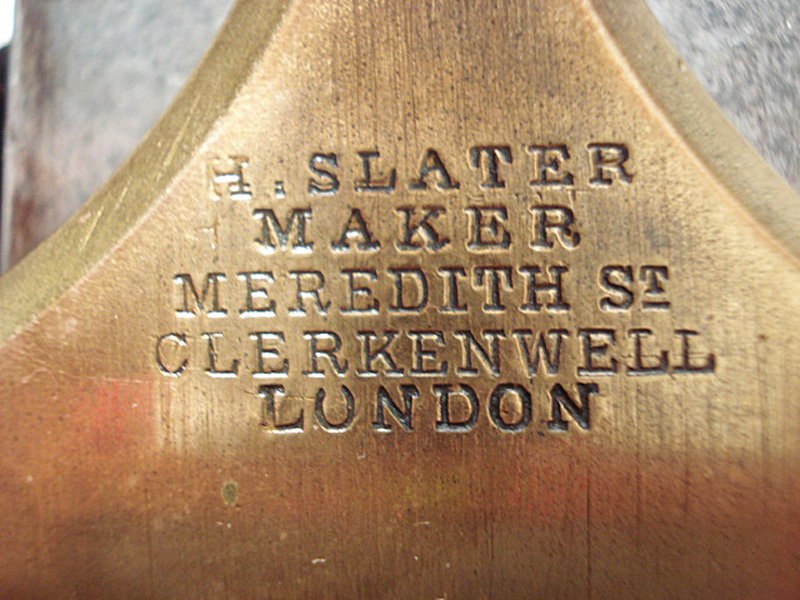 H. SLATER
MAKER
MEREDITH ST
CLERKENWELL
LONDON